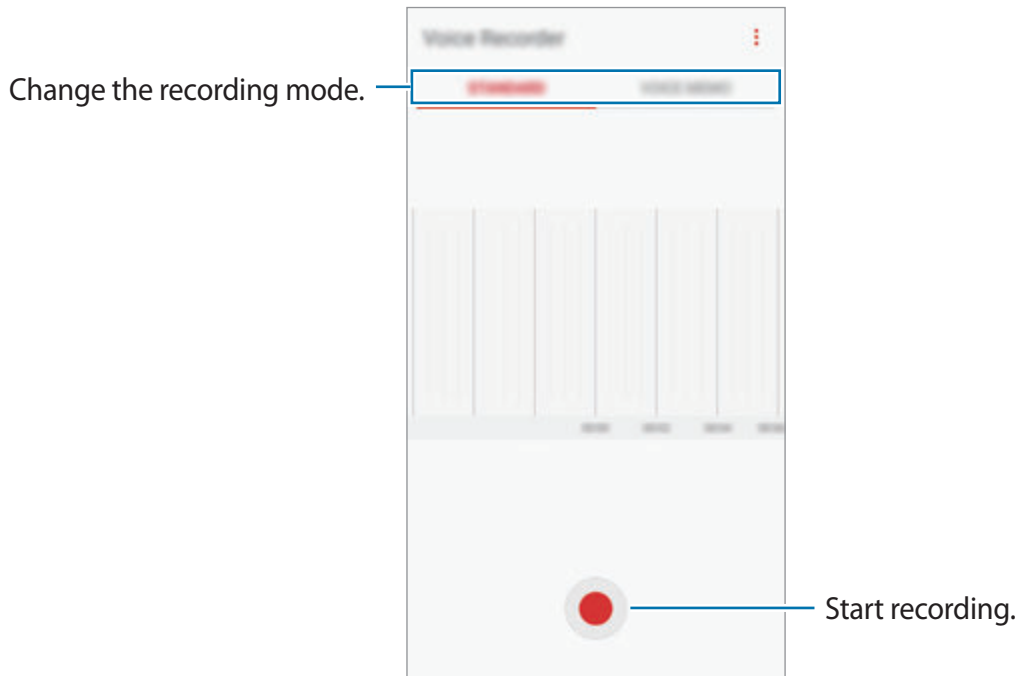 Voice Recorder
Change the recording mode.
STANDARD VOICE MEMO
Start recording.